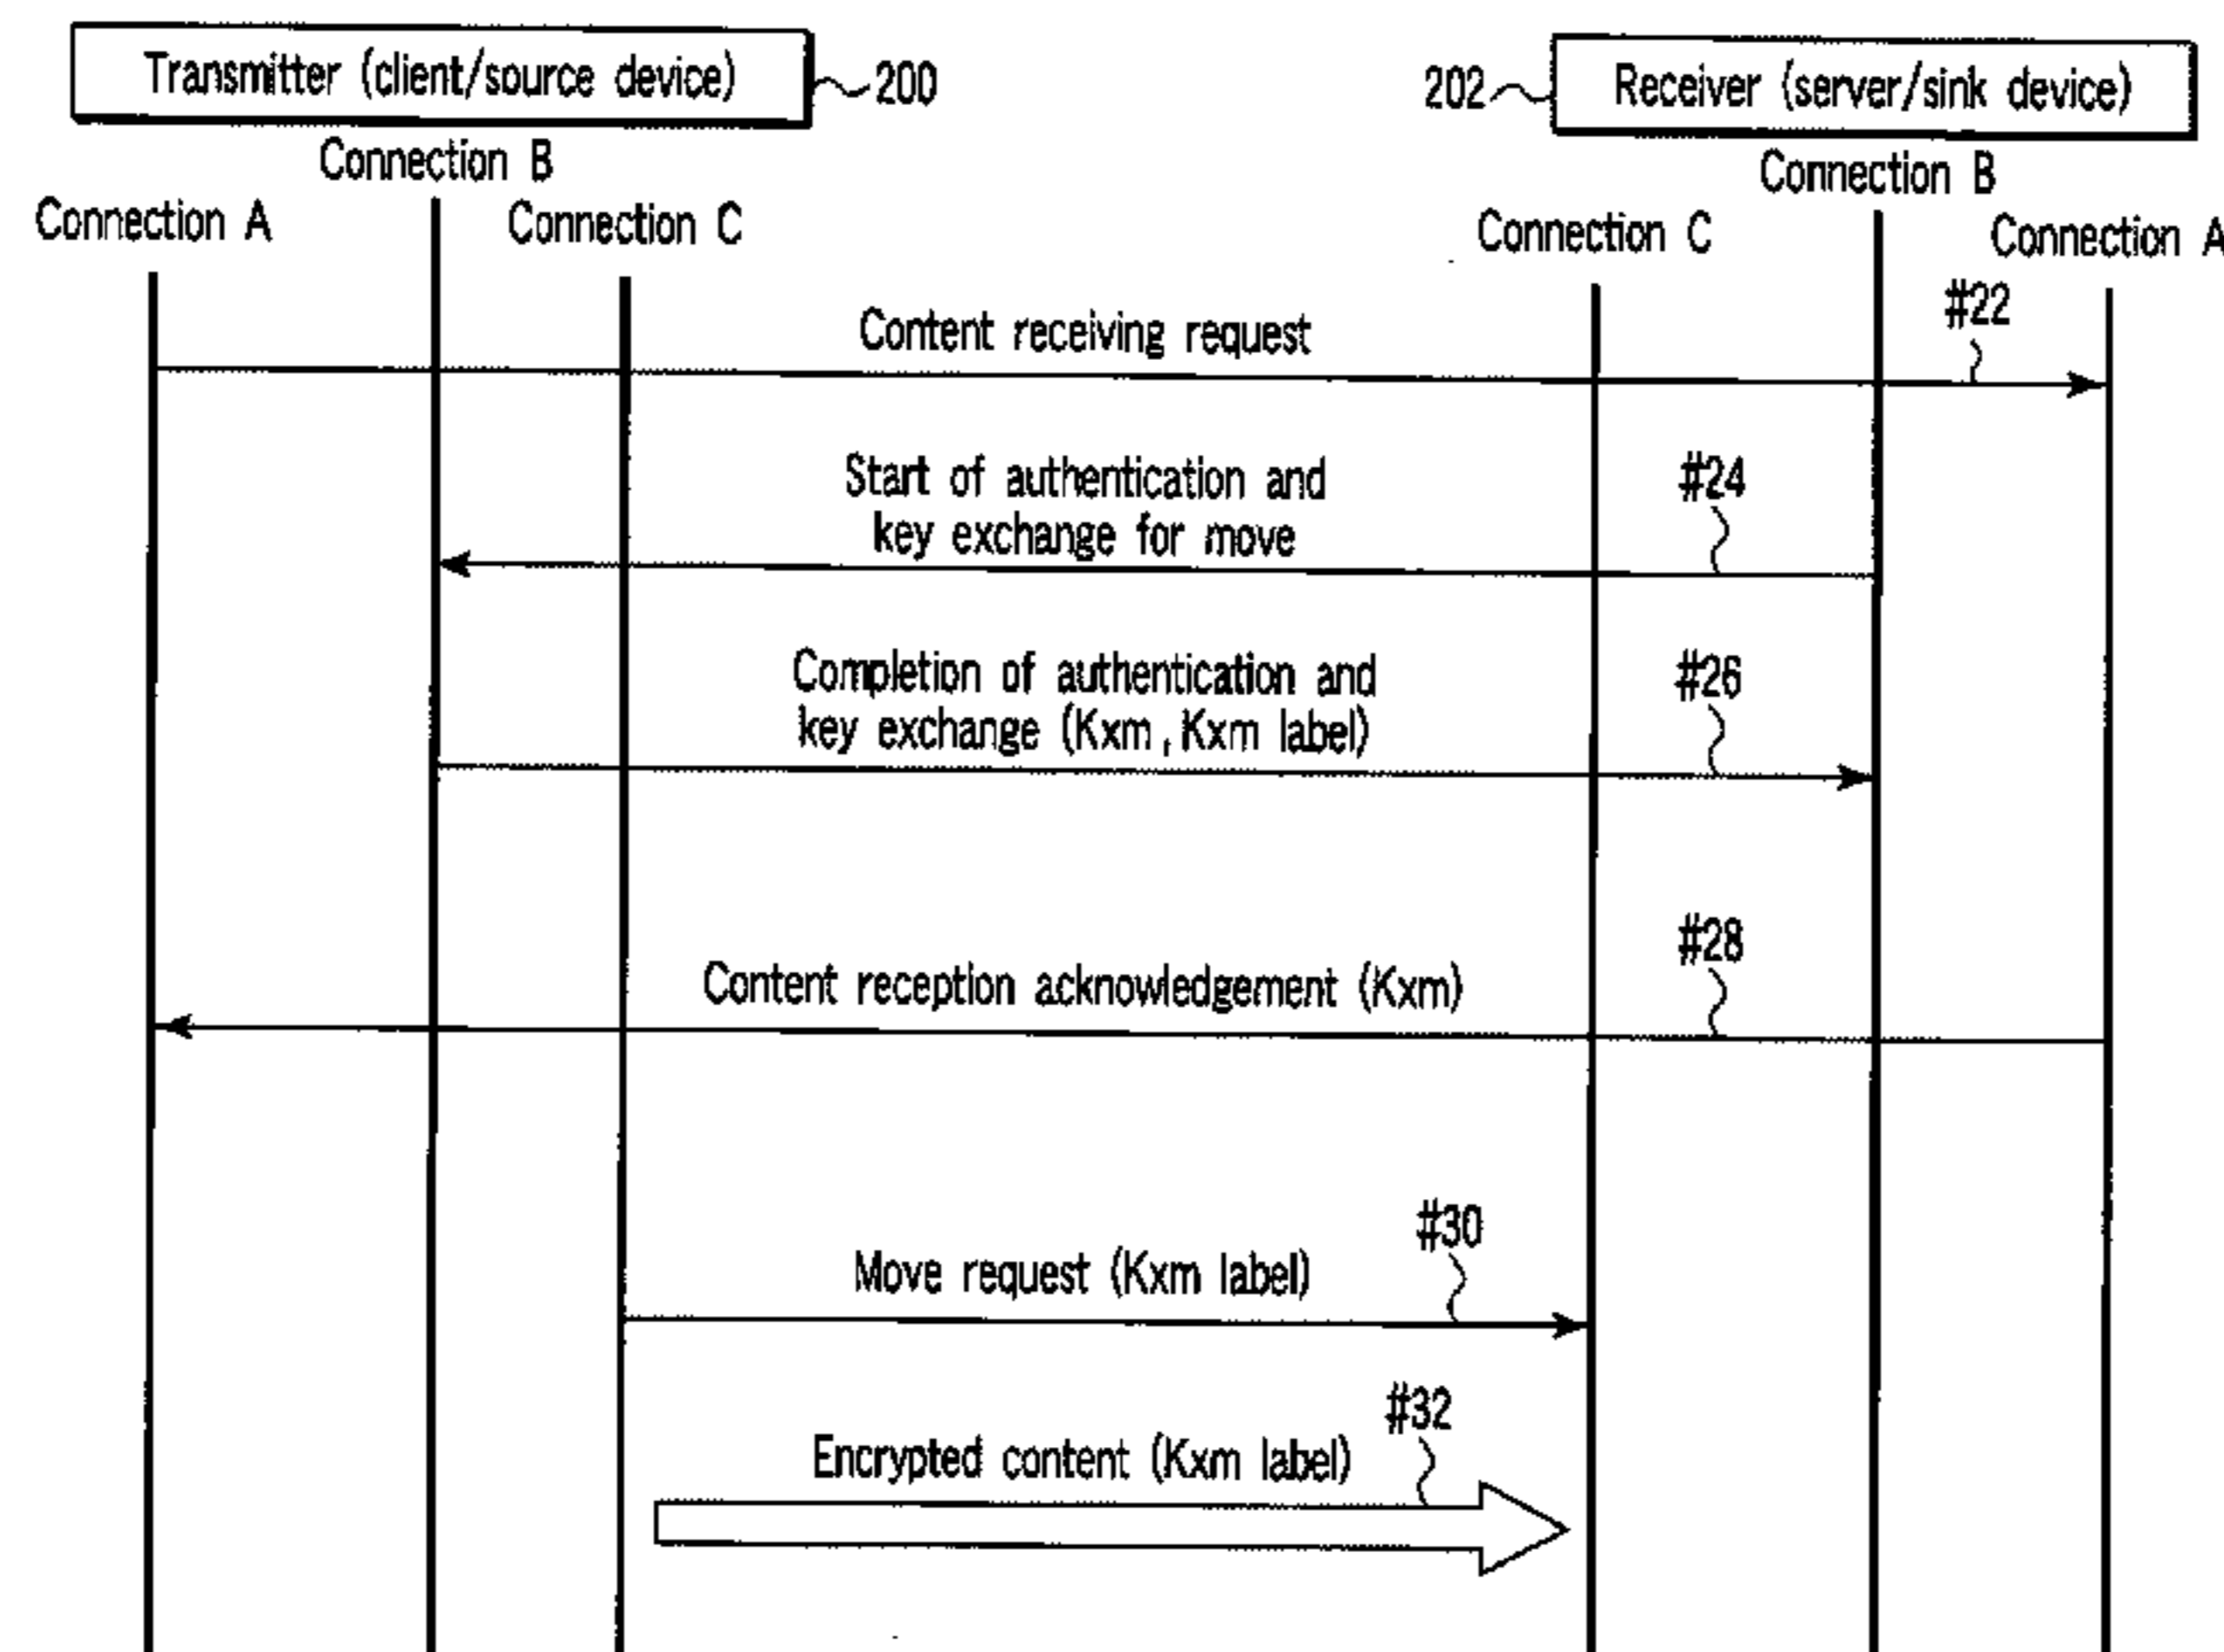 Transmitter (client/source device)
200
202
Receiver (server/sink device)
Connection B
Connection B
Connection A
Connection C
Connection C
Connection A
#22
Content receiving request
#24
Start of authentication and
key exchange for move
#26
Completion of authentication and
key exchange (Kxm, Kxm label)
#28
Content reception acknowledgement (Kxm)
#30
Move request (Kxm label)
#32
Encrypted content (Kxm label)